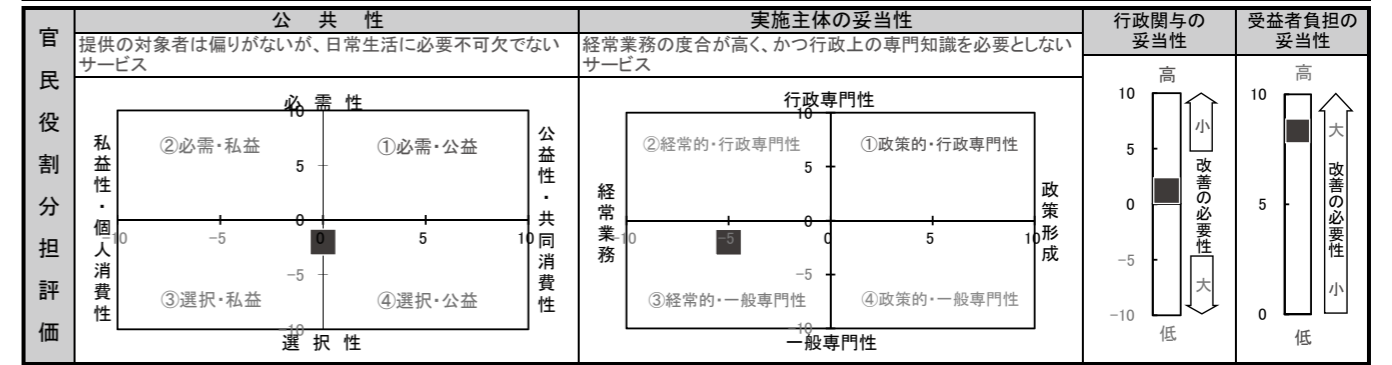 官民役割分担評価
公　共　性
提供の対象者は偏りがないが、日常生活に必要不可欠でない
サービス
必 需 性
10
②必需・私益
①必需・公益
5
私益性・個人消費性
公益性・共同消費性
0
-10
-5
0
5
10
-5
③選択・私益
④選択・公益
-10
選 択 性
実施主体の妥当性
経常業務の度合が高く、かつ行政上の専門知識を必要としない
サービス
行政専門性
10
②経常的・行政専門性
①政策的・行政専門性
5
経常業務
政策形成
0
-10
-5
0
5
10
-5
③経常的・一般専門性
④政策的・一般専門性
-10
一般専門性
行政関与の
妥当性
高
10
5
0
-5
-10
低
小
改善の必要性
大
受益者負担の
妥当性
高
10
5
0
低
大
改善の必要性
小